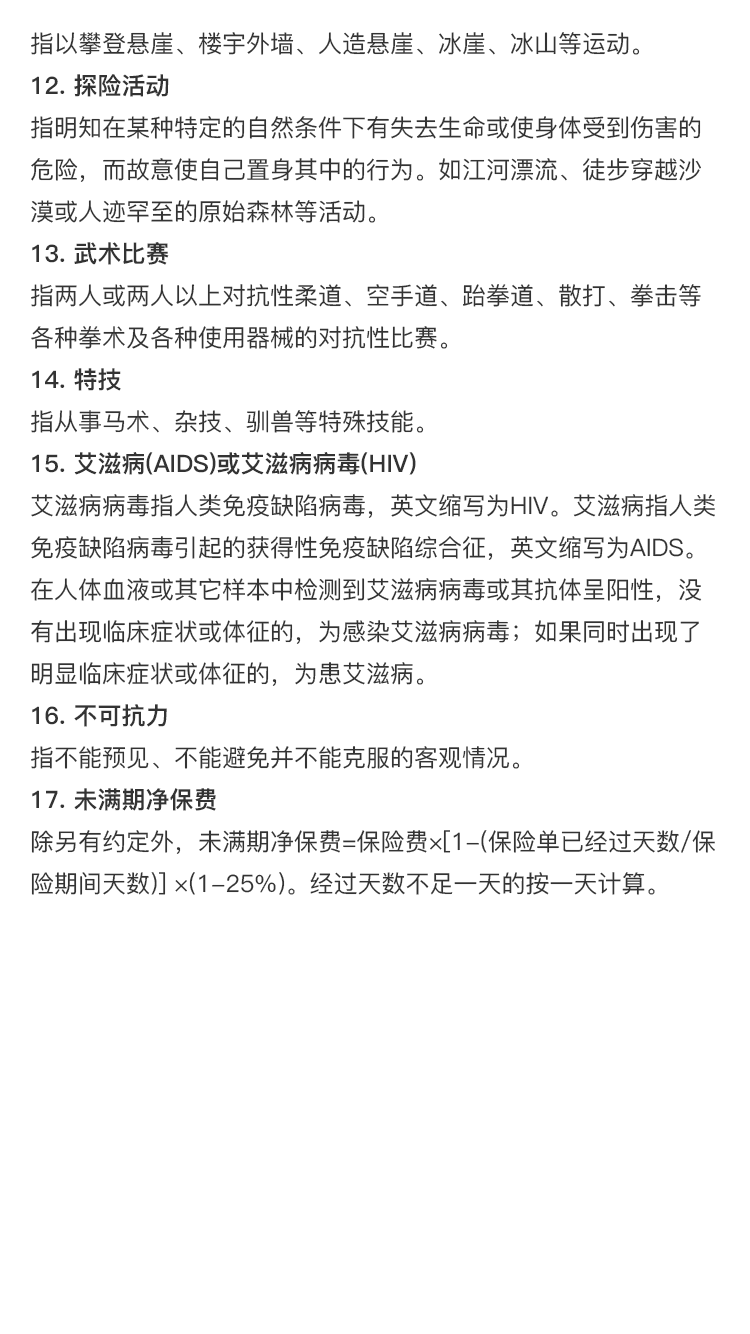 指以攀登悬崖、楼宇外墙、人造悬崖、冰崖、冰山等运动。
12. 探险活动
指明知在某种特定的自然条件下有失去生命或使身体受到伤害的
危险，而故意使自己置身其中的行为。如江河漂流、徒步穿越沙
漠或人迹罕至的原始森林等活动。
13. 武术比赛
指两人或两人以上对抗性柔道、空手道、跆拳道、散打、拳击等
各种拳术及各种使用器械的对抗性比赛。
14. 特技
指从事马术、杂技、驯兽等特殊技能。
15. 艾滋病(AIDS)或艾滋病病毒(HIV)
艾滋病病毒指人类免疫缺陷病毒，英文缩写为HIV。艾滋病指人类
免疫缺陷病毒引起的获得性免疫缺陷综合征，英文缩写为AIDS。
在人体血液或其它样本中检测到艾滋病病毒或其抗体呈阳性，没
有出现临床症状或体征的，为感染艾滋病病毒；如果同时出现了
明显临床症状或体征的，为患艾滋病。
16. 不可抗力
指不能预见、不能避免并不能克服的客观情况。
17. 未满期净保费
除另有约定外，未满期净保费=保险费×[1-(保险单已经过天数/保
险期间天数)] ×(1-25%)。经过天数不足一天的按一天计算。